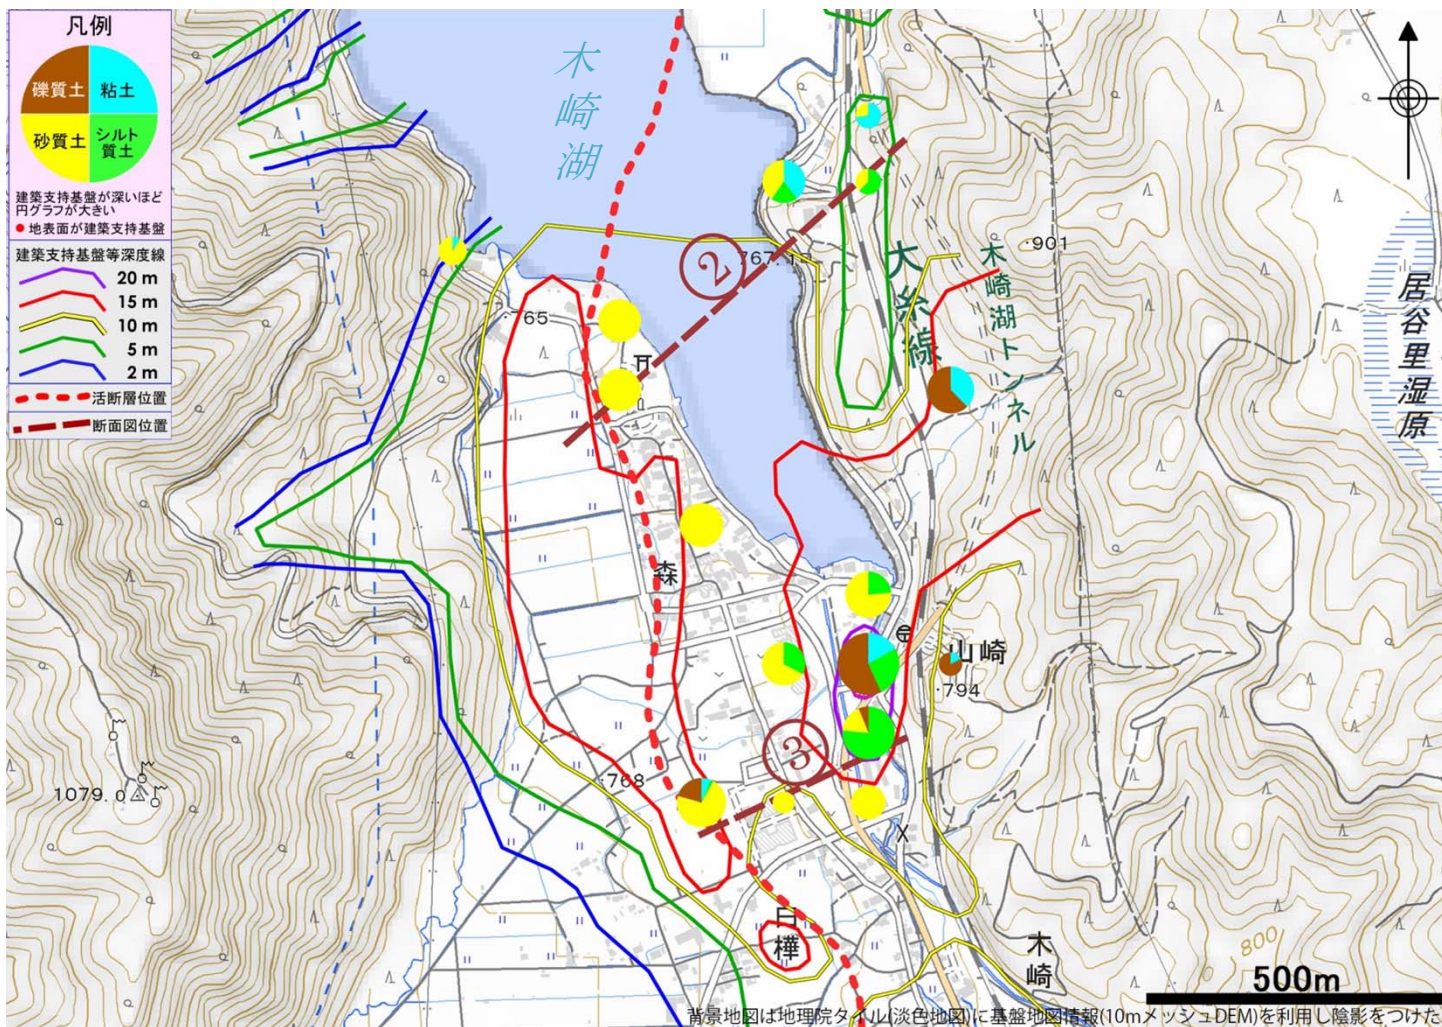 凡例
礫質土
粘土
砂質土
シルト
質土
建築支持基盤が深いほど
円グラフが大きい
地表面が建築支持基盤
建築支持基盤等深度線
20 m
15 m
10 m
5 m
2 m
活断層位置
断面図位置
木崎湖
②
767.1
大糸線
木崎湖トンネル
901
居谷里湿原
765
森
山崎
794
③
768
1079.0
白樺
木崎
800
500m
背景地図は地理院タイル(淡色地図)に基盤地図情報(10mメッシュDEM)を利用し陰影をつけた